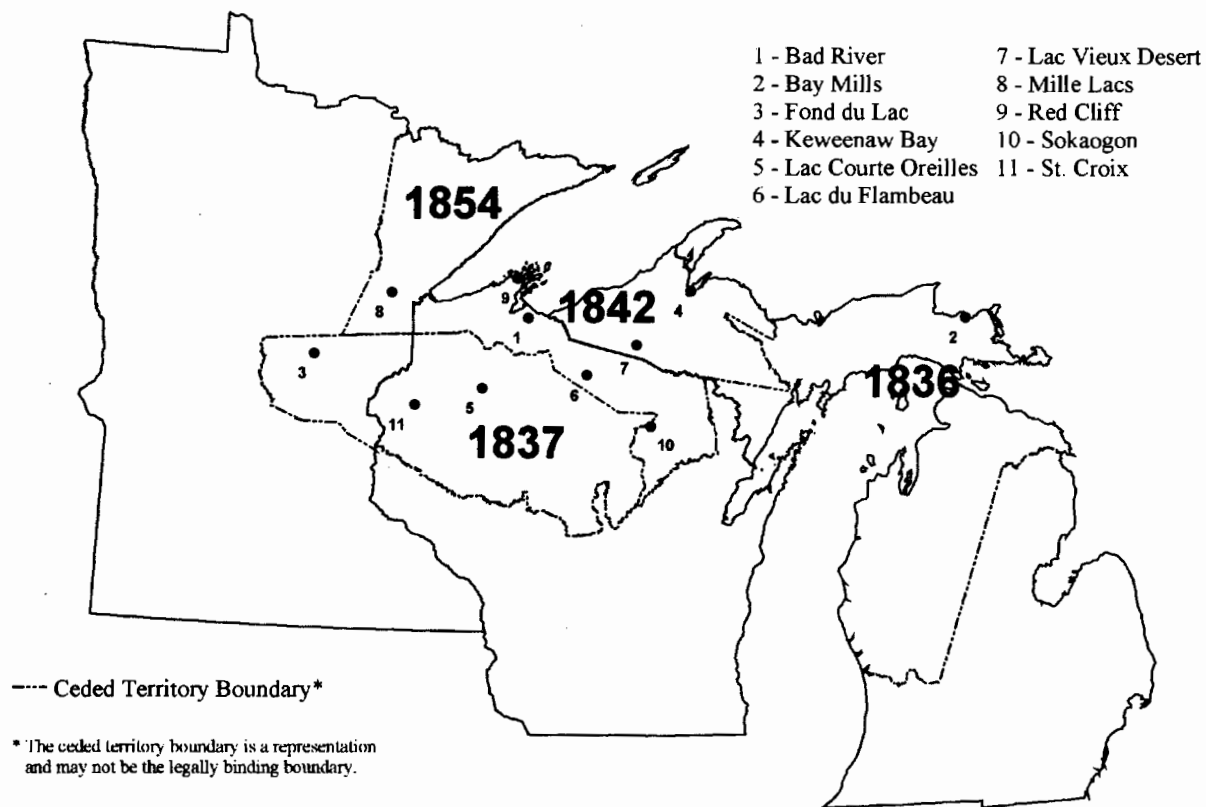 1 - Bad River
2 - Bay Mills
3 - Fond du Lac
4 - Keweenaw Bay
5 - Lac Courte Oreilles
6 - Lac du Flambeau
7 - Lac Vieux Desert
8 - Mille Lacs
9 - Red Cliff
10 - Sokaogon
11 - St. Croix
1854
9
1842
4
8
1
2
3
7
1836
6
5
11
1837
10
Ceded Territory Boundary*
* The ceded territory boundary is a representation
and may not be the legally binding boundary.